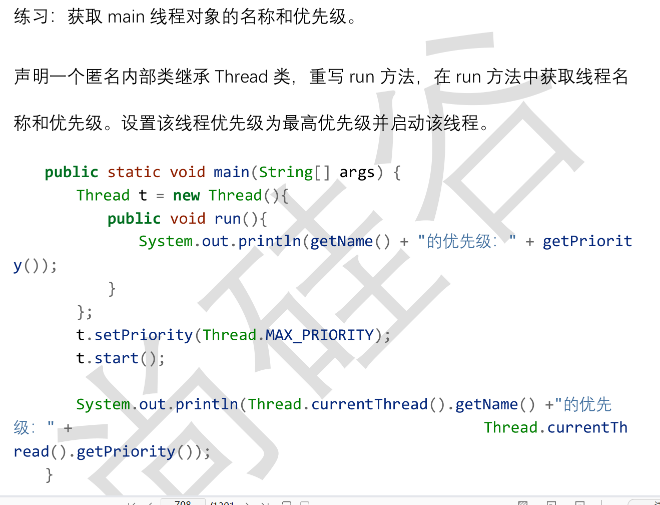 练习：获取 main 线程对象的名称和优先级。
声明一个匿名内部类继承 Thread 类，重写 run 方法，在 run 方法中获取线程名
称和优先级。设置该线程优先级为最高优先级并启动该线程。
public static void main(String[] args) {
Thread t = new Thread(){
public void run(){
System.out.println(getName() + "的优先级：" + getPriorit
y());
}
};
t.setPriority(Thread.MAX_PRIORITY);
t.start();
System.out.println(Thread.currentThread().getName() +"的优先
级：" + Thread.currentTh
read().getPriority());
}
尚硅谷